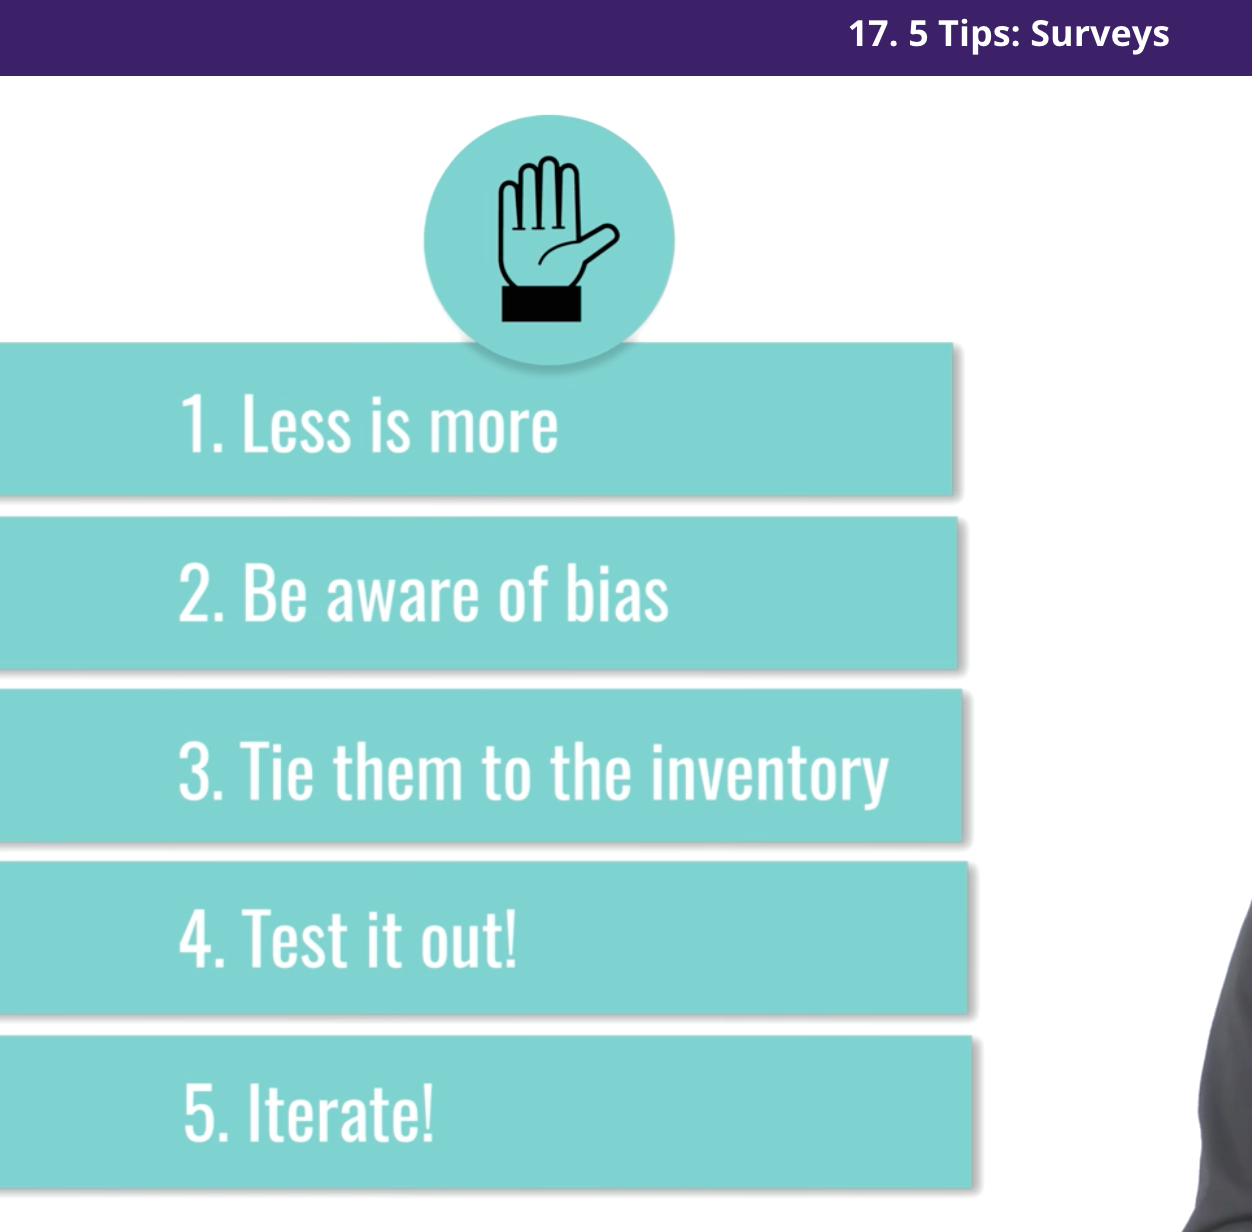 17. 5 Tips: Surveys
1. Less is more
2. Be aware of bias
3. Tie them to the inventory
4. Test it out!
5. Iterate!